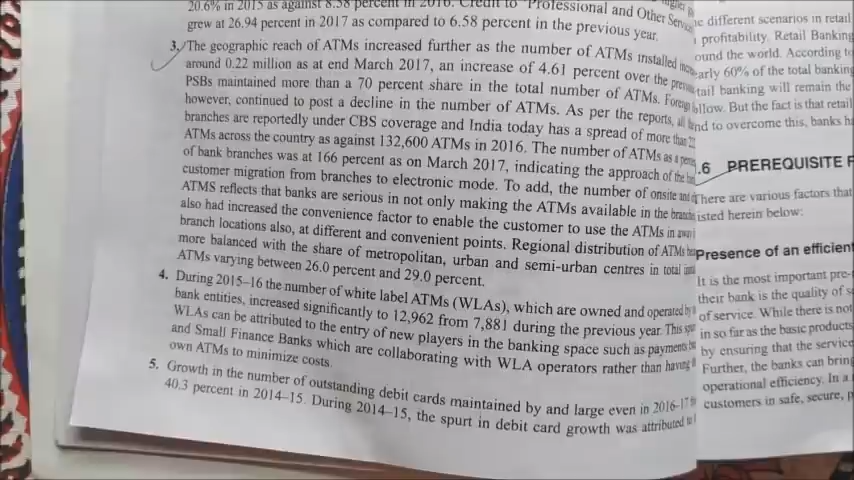 20.6% in 2015 as against 8.58 percent in 2016. Credit to "Professional and Other
grew at 26.94 percent in 2017 as compared to 6.58 percent in the previous year.
3. The geographic reach of ATMs increased further as the number of ATMs installed
around 0.22 million as at end March 2017, an increase of 4.61 percent over the
PSBs maintained more than a 70 percent share in the total number of ATMs. Foreign
however, continued to post a decline in the number of ATMs. As per the reports, all
branches are reportedly under CBS coverage and India today has a spread of more than
ATMs across the country as against 132,600 ATMs in 2016. The number of ATMs as a
of bank branches was at 166 percent as on March 2017, indicating the approach of the
customer migration from branches to electronic mode. To add, the number of onsite and
ATMS reflects that banks are serious in not only making the ATMs available in the
also had increased the convenience factor to enable the customer to use the ATMs in
branch locations also, at different and convenient points. Regional distribution of ATMs
more balanced with the share of metropolitan, urban and semi-urban centres in total
ATMs varying between 26.0 percent and 29.0 percent.
4. During 2015–16 the number of white label ATMs (WLAs), which are owned and operated
bank entities, increased significantly to 12,962 from 7,881 during the previous year. This
WLAs can be attributed to the entry of new players in the banking space such as payments
and Small Finance Banks which are collaborating with WLA operators rather than having
own ATMs to minimize costs.
5. Growth in the number of outstanding debit cards maintained by and large even in 2016–17
40.3 percent in 2014–15. During 2014–15, the spurt in debit card growth was attributed to
different scenarios in retail
profitability. Retail Banking
ound the world. According to
early 60% of the total banking
tail banking will remain the
llow. But the fact is that retail
nd to overcome this, banks
.6 PREREQUISITE
There are various factors that
isted herein below:
Presence of an efficient
It is the most important pre-
their bank is the quality of
of service. While there is not
in so far as the basic products
by ensuring that the service
Further, the banks can bring
operational efficiency. In a
customers in safe, secure,